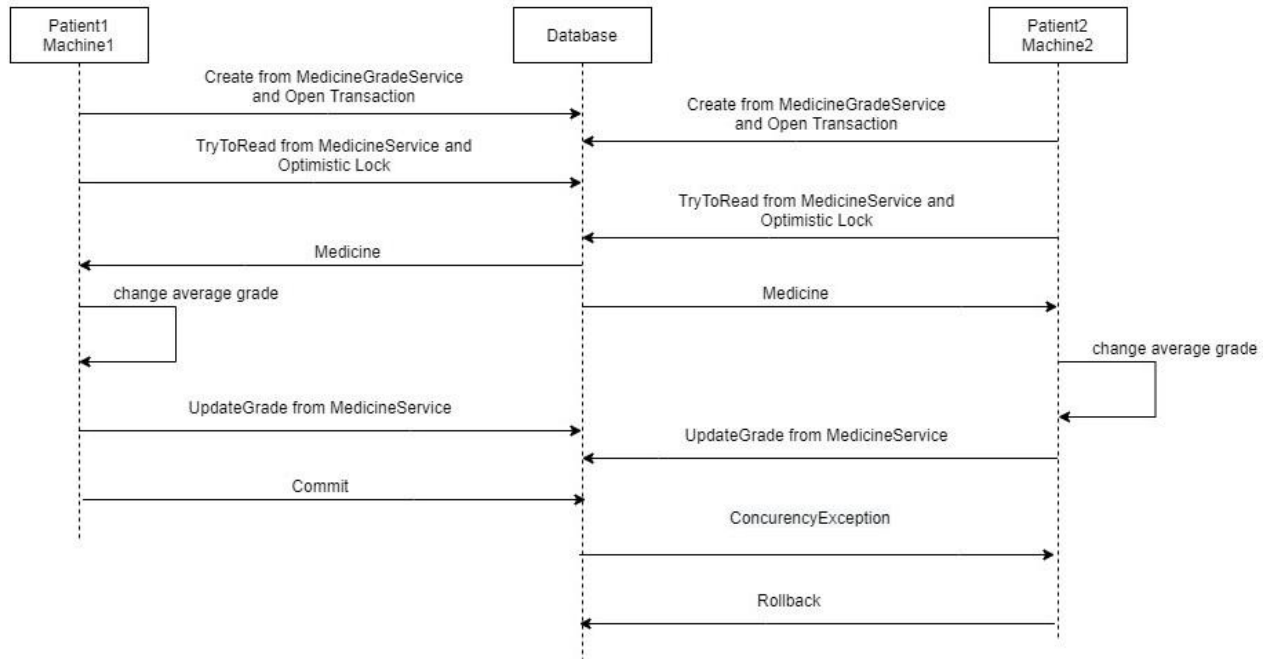 Patient1
Machine1
Database
Patient2
Machine2
Create from MedicineGradeService
and Open Transaction
Create from MedicineGradeService
and Open Transaction
TryToRead from MedicineService and
Optimistic Lock
TryToRead from MedicineService and
Optimistic Lock
Medicine
change average grade
Medicine
change average grade
UpdateGrade from MedicineService
UpdateGrade from MedicineService
Commit
ConcurencyException
Rollback